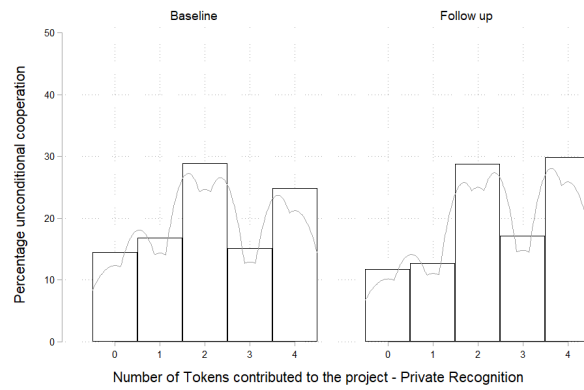 Baseline Follow up
Percentage unconditional cooperation
50
40
30
20
10
0
0 1 2 3 4 0 1 2 3 4
Number of Tokens contributed to the project - Private Recognition